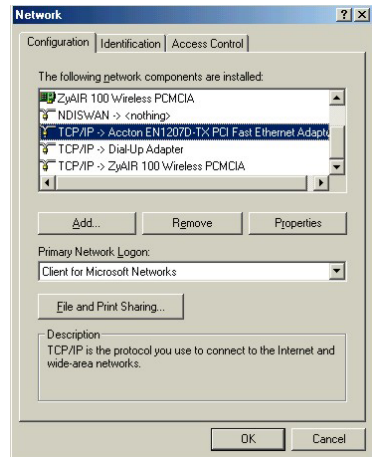 Network
Configuration Identification Access Control
The following network components are installed:
ZyAIR 100 Wireless PCMCIA
NDISWAN -> <nothing>
TCP/IP -> Accton EN1207D-TX PCI Fast Ethernet Adapte
TCP/IP -> Dial-Up Adapter
TCP/IP -> ZyAIR 100 Wireless PCMCIA
Add... Remove Properties
Primary Network Logon:
Client for Microsoft Networks
File and Print Sharing...
Description
TCP/IP is the protocol you use to connect to the Internet and
wide-area networks.
OK Cancel